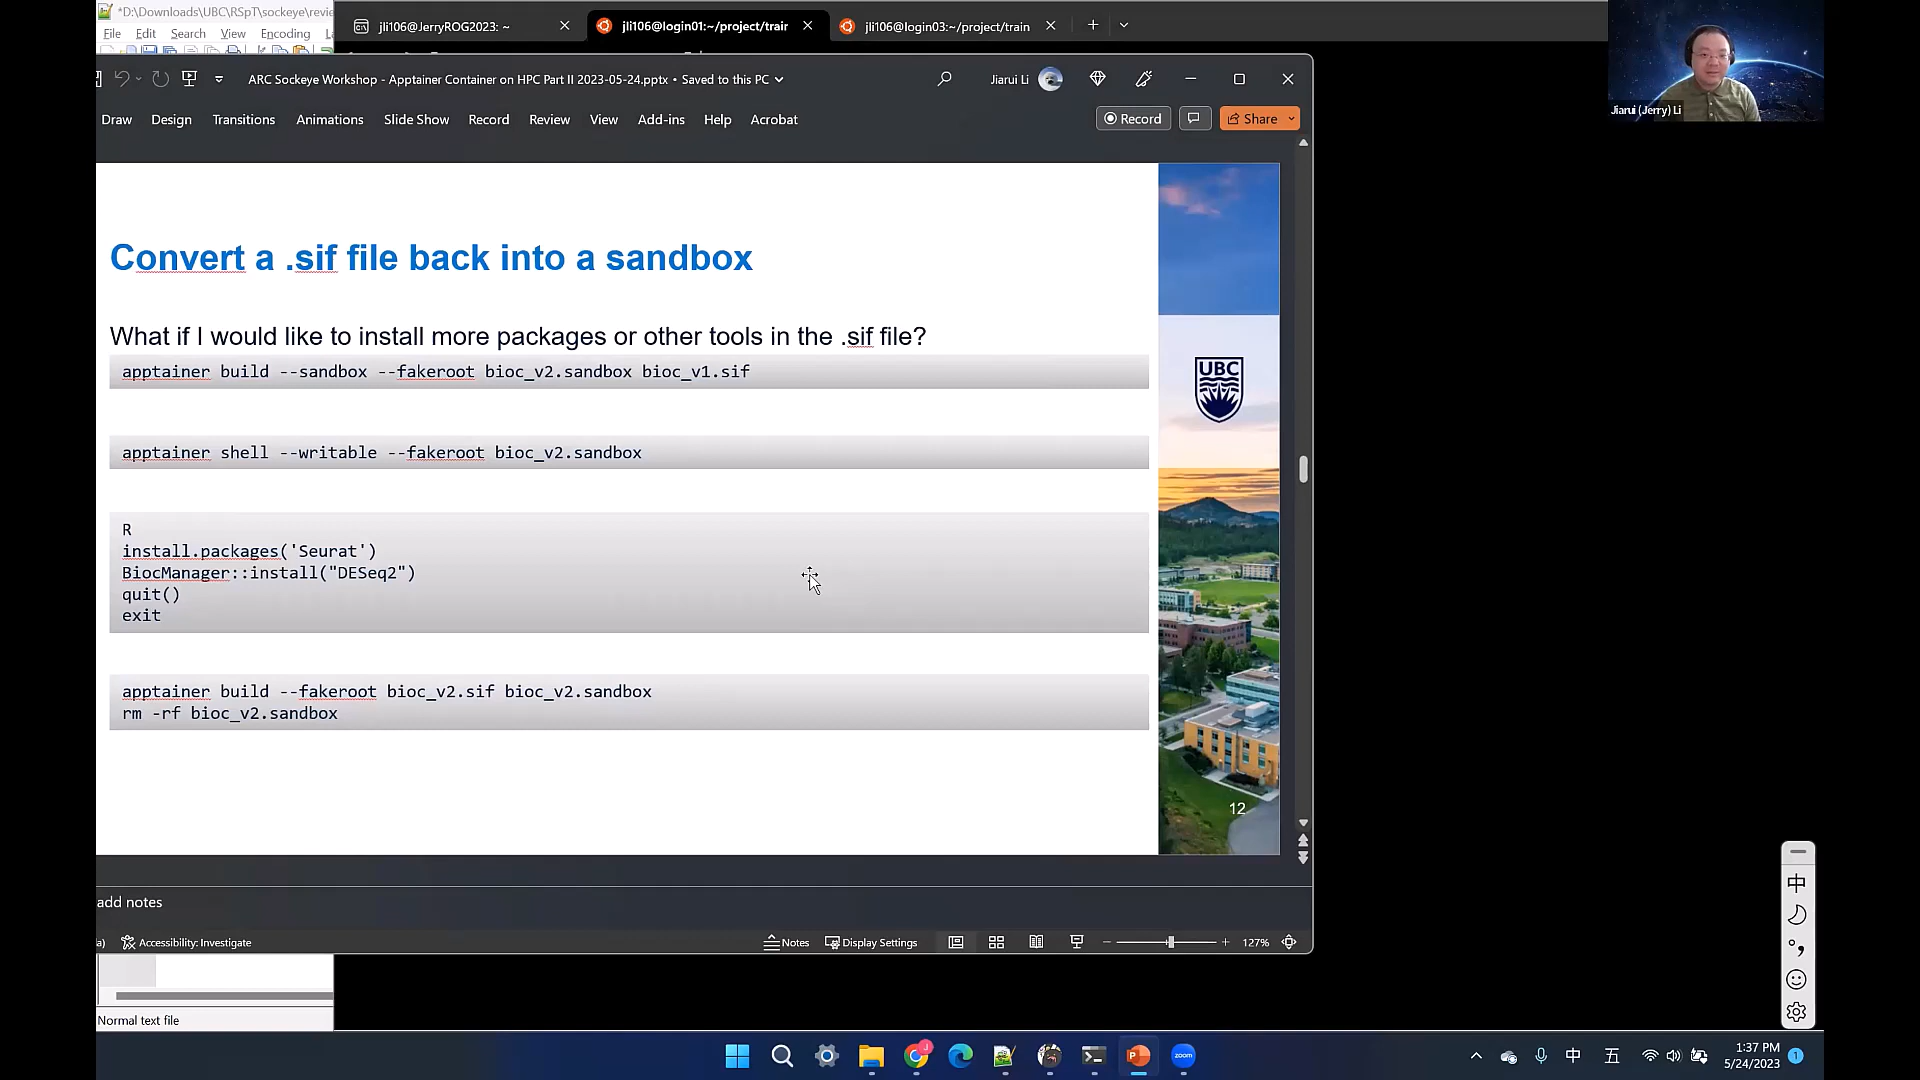 *D:\Downloads\UBC\RSpT\sockeye\revie
jli106@JerryROG2023: ~
jli106@login01:~/project/train
jli106@login03:~/project/train
File Edit Search View Encoding
ARC Sockeye Workshop - Apptainer Container on HPC Part II 2023-05-24.pptx • Saved to this PC
Jiarui Li
Draw Design Transitions Animations Slide Show Record Review View Add-ins Help Acrobat
Record
Share
Jiarui (Jerry) Li
Convert a .sif file back into a sandbox
What if I would like to install more packages or other tools in the .sif file?
apptainer build --sandbox --fakeroot bioc_v2.sandbox bioc_v1.sif
apptainer shell --writable --fakeroot bioc_v2.sandbox
R
install.packages('Seurat')
BiocManager::install("DESeq2")
quit()
exit
apptainer build --fakeroot bioc_v2.sif bioc_v2.sandbox
rm -rf bioc_v2.sandbox
UBC
12
add notes
Accessibility: Investigate
Notes
Display Settings
127%
Normal text file
中
zoom
中
五
1:37 PM
5/24/2023
1